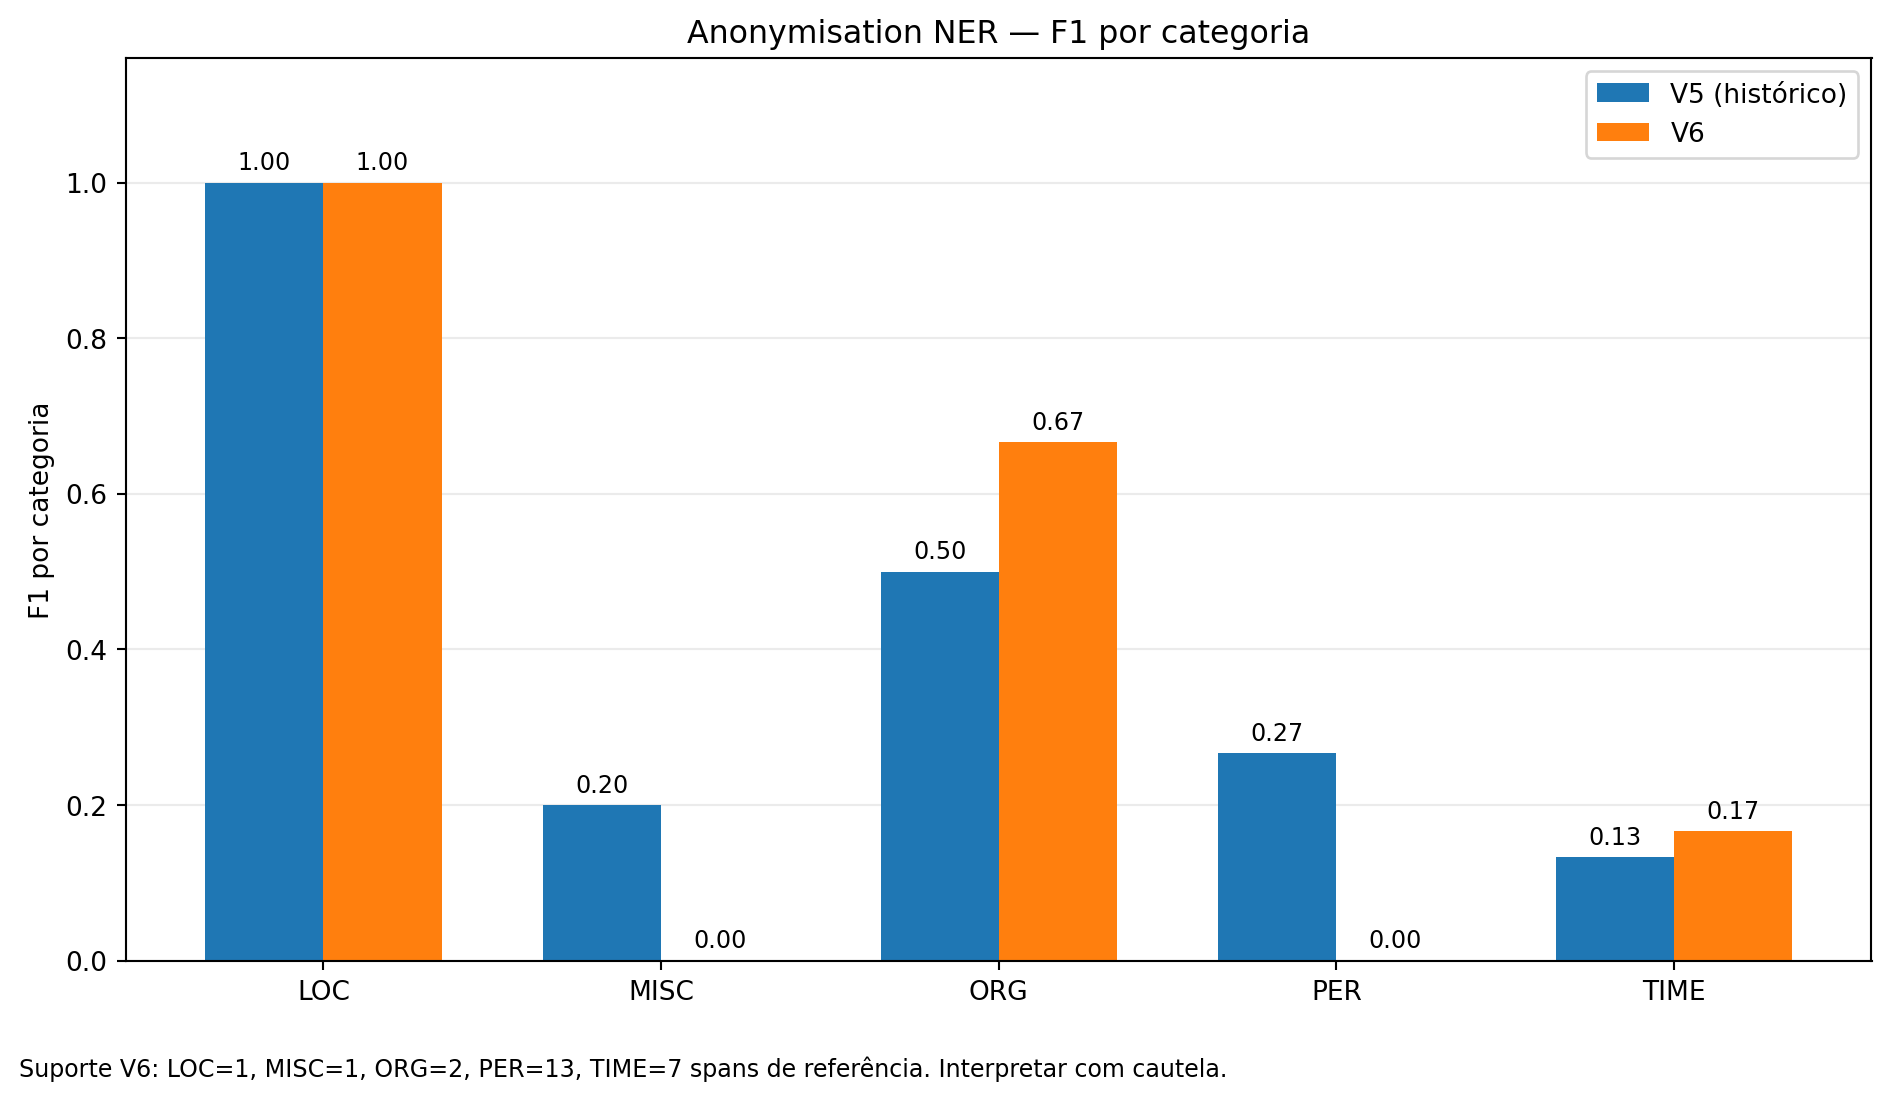 Anonymisation NER — F1 por categoria
V5 (histórico)
V6
F1 por categoria
1.0
0.8
0.6
0.4
0.2
0.0
1.00 1.00
0.20 0.00
0.50 0.67
0.27 0.00
0.13 0.17
LOC MISC ORG PER TIME
Suporte V6: LOC=1, MISC=1, ORG=2, PER=13, TIME=7 spans de referência. Interpretar com cautela.